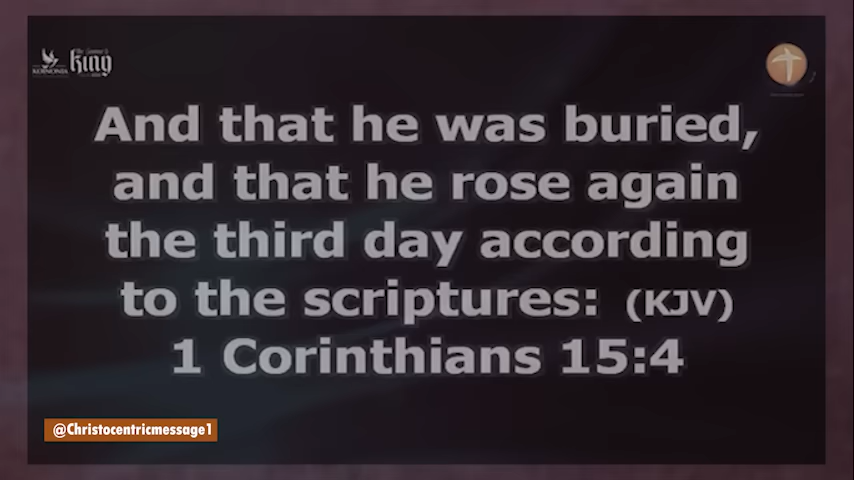 KOINONIA
King
And that he was buried,
and that he rose again
the third day according
to the scriptures: (KJV)
1 Corinthians 15:4
@Christocentricmessage1